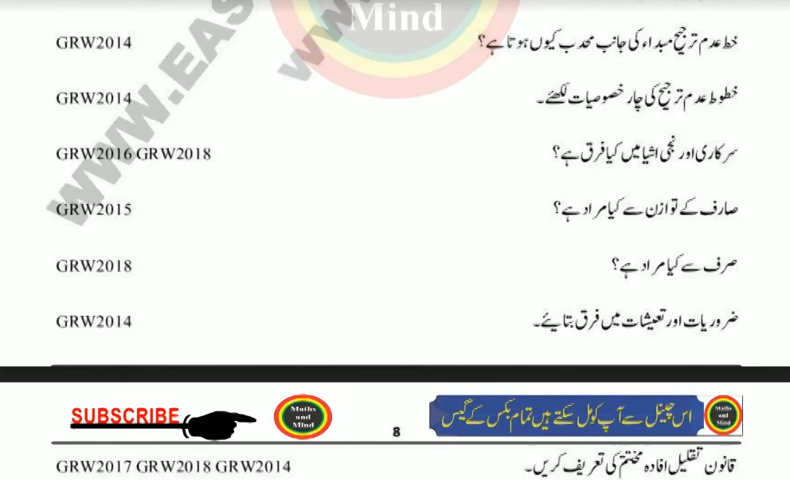 Mind
خط عدم ترجیح مبداء کی جانب محدب کیوں ہوتا ہے؟ GRW2014
خطوط عدم ترجیح کی چار خصوصیات لکھئے۔ GRW2014
سرکاری اور نجی اشیا میں کیا فرق ہے؟ GRW2016 GRW2018
صارف کے توازن سے کیا مراد ہے؟ GRW2015
صرف سے کیا مراد ہے؟ GRW2018
ضروریات اور تعیشات میں فرق بتایئے۔ GRW2014
WWW.EAS
اس چینل سے آپ کو مل سکتے ہیں تمام بکس کے گیس
Maths
and
Mind
8
Maths
and
Mind
SUBSCRIBE
قانون تقلیل افادہ مختتم کی تعریف کریں۔ GRW2017 GRW2018 GRW2014